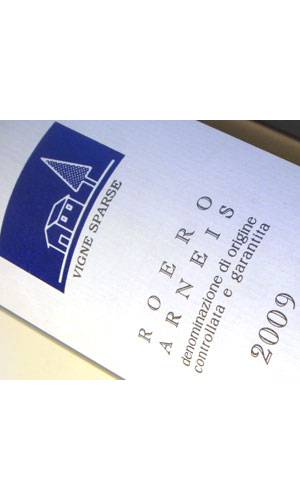 VIGNE SPARSE
ROERO
ARNEIS
denominazione di origine
controllata e garantita
2009